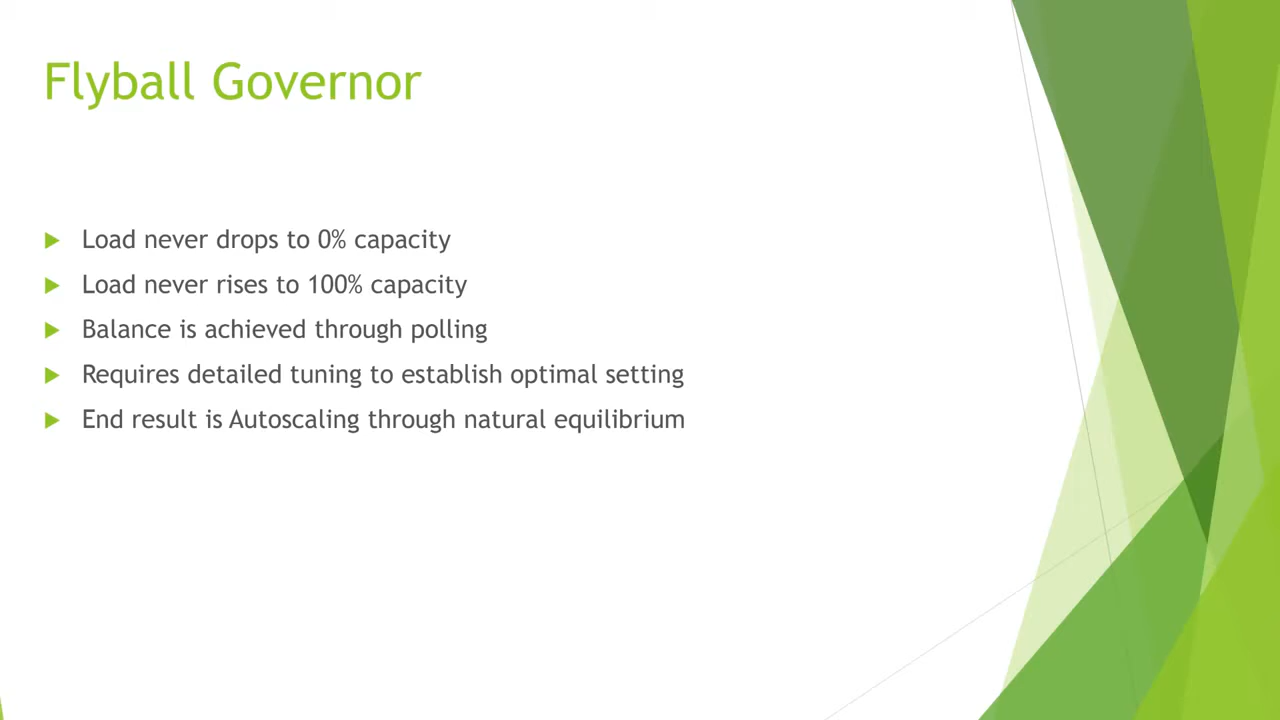 Flyball Governor
Load never drops to 0% capacity
Load never rises to 100% capacity
Balance is achieved through polling
Requires detailed tuning to establish optimal setting
End result is Autoscaling through natural equilibrium